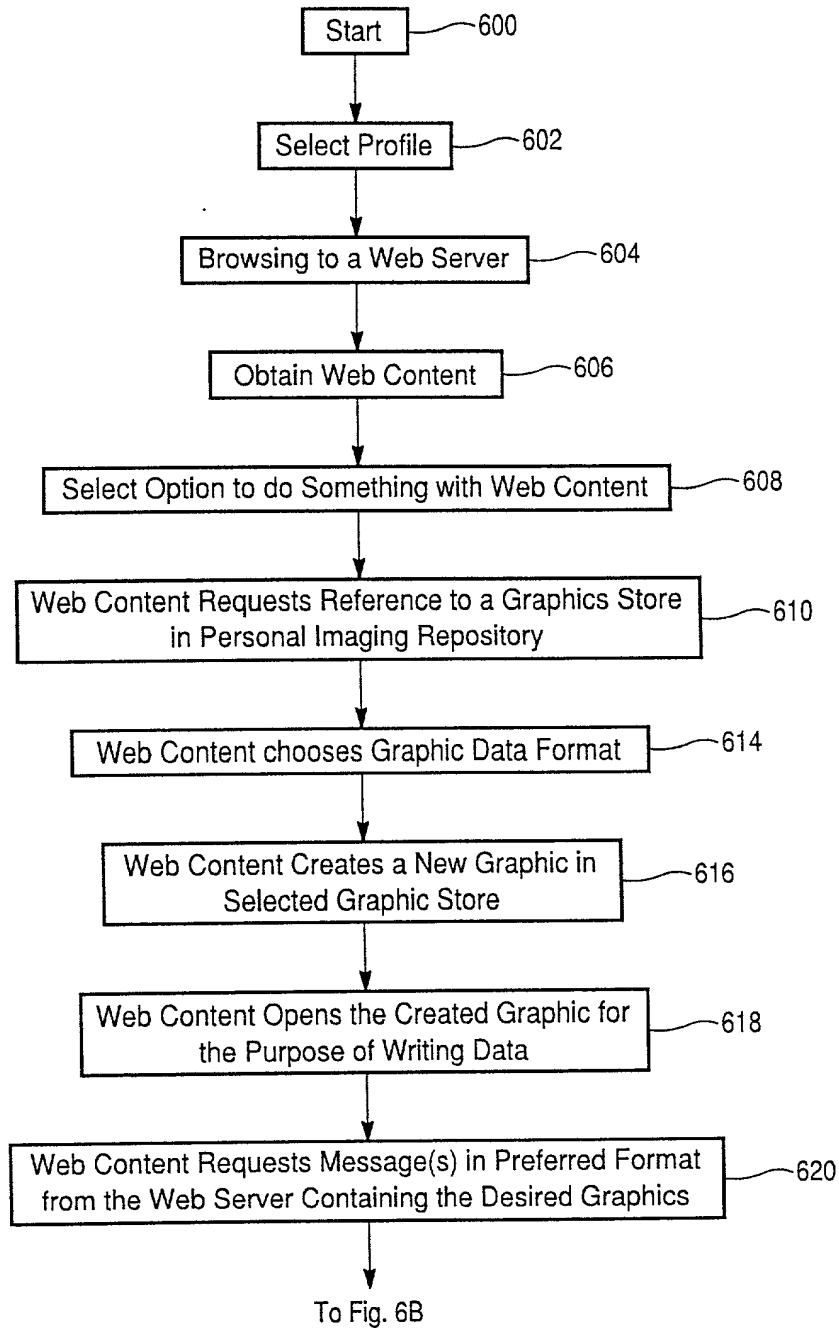 Start
600
Select Profile
602
Browsing to a Web Server
604
Obtain Web Content
606
Select Option to do Something with Web Content
608
Web Content Requests Reference to a Graphics Store
in Personal Imaging Repository
610
Web Content chooses Graphic Data Format
614
Web Content Creates a New Graphic in
Selected Graphic Store
616
Web Content Opens the Created Graphic for
the Purpose of Writing Data
618
Web Content Requests Message(s) in Preferred Format
from the Web Server Containing the Desired Graphics
620
To Fig. 6B